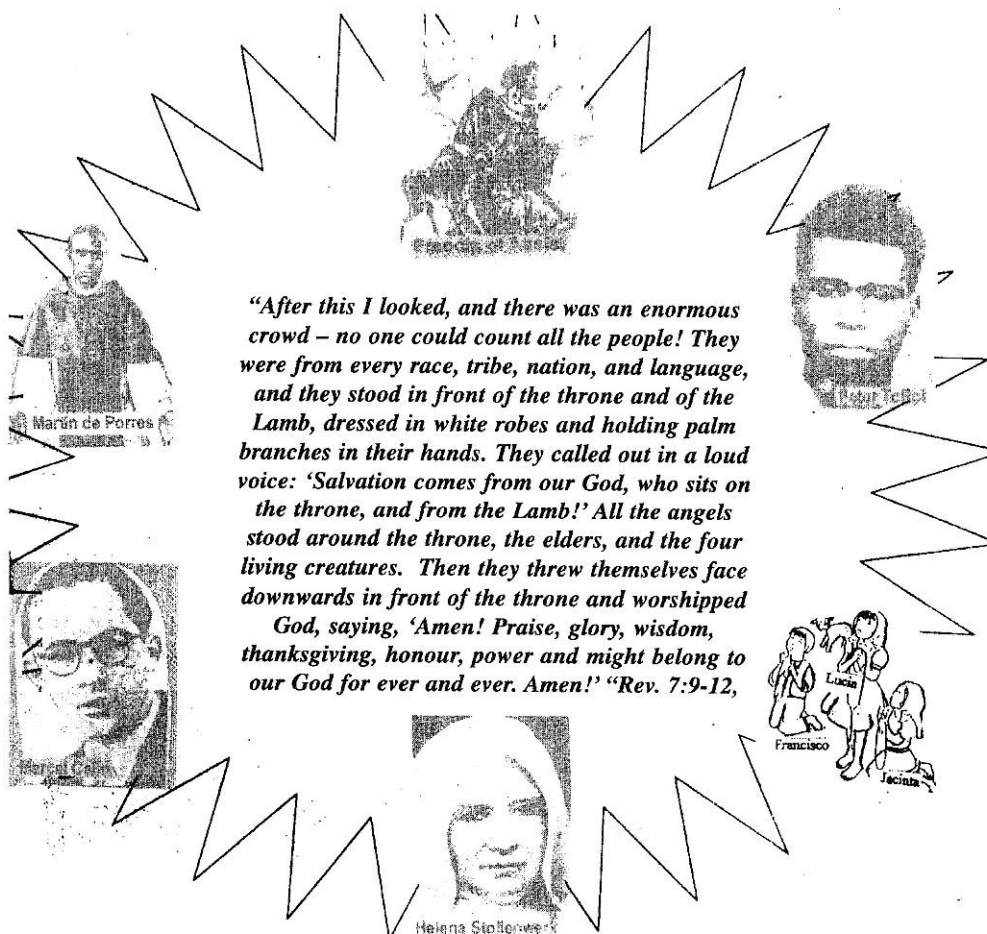 Francis of Assisi
“After this I looked, and there was an enormous
crowd – no one could count all the people! They
were from every race, tribe, nation, and language,
and they stood in front of the throne and of the
Lamb, dressed in white robes and holding palm
branches in their hands. They called out in a loud
voice: ‘Salvation comes from our God, who sits on
the throne, and from the Lamb!’ All the angels
stood around the throne, the elders, and the four
living creatures. Then they threw themselves face
downwards in front of the throne and worshipped
God, saying, ‘Amen! Praise, glory, wisdom,
thanksgiving, honour, power and might belong to
our God for ever and ever. Amen!’ “Rev. 7:9-12,
Martin de Porres
Peter ToRot
Marcel
Lucia
Francisco
Jacinta
Helena Stollenwerk